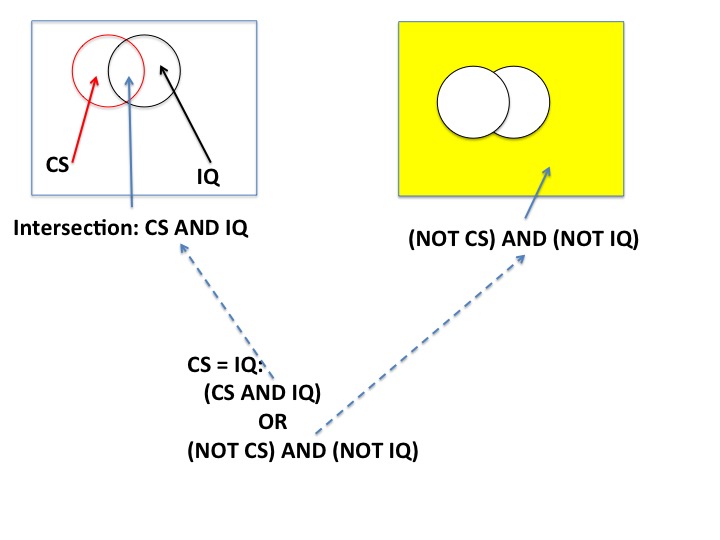 CS
IQ
Intersection: CS AND IQ
(NOT CS) AND (NOT IQ)
CS = IQ:
(CS AND IQ)
OR
(NOT CS) AND (NOT IQ)